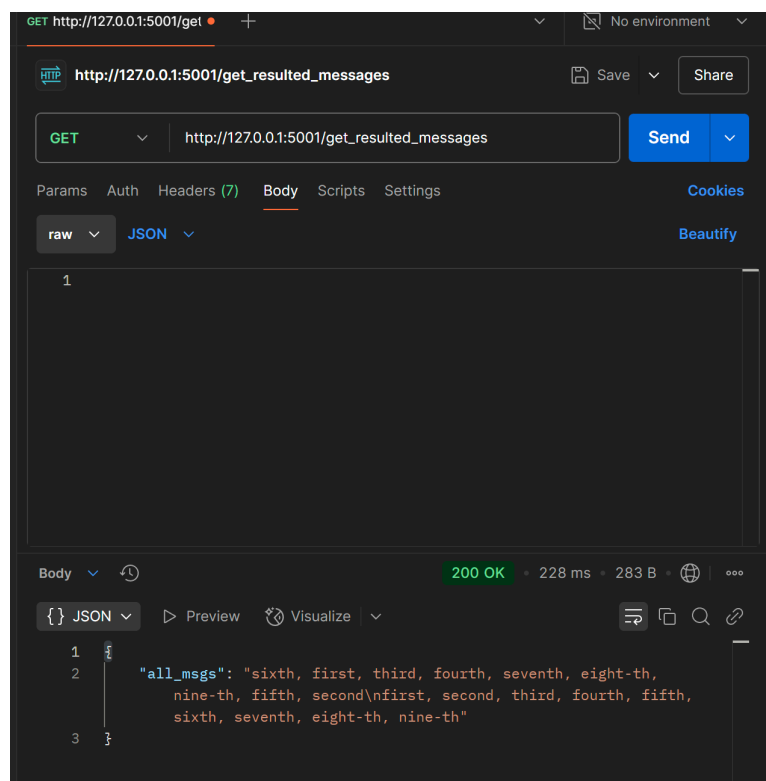 GET http://127.0.0.1:5001/get
No environment
HTTP http://127.0.0.1:5001/get_resulted_messages
Save
Share
GET http://127.0.0.1:5001/get_resulted_messages
Send
Params Auth Headers (7) Body Scripts Settings
Cookies
raw JSON
Beautify
1
Body
200 OK • 228 ms • 283 B
{} JSON Preview Visualize
1 {
2 "all_msgs": "sixth, first, third, fourth, seventh, eight-th,
nine-th, fifth, second\nfirst, second, third, fourth, fifth,
sixth, seventh, eight-th, nine-th"
3 }